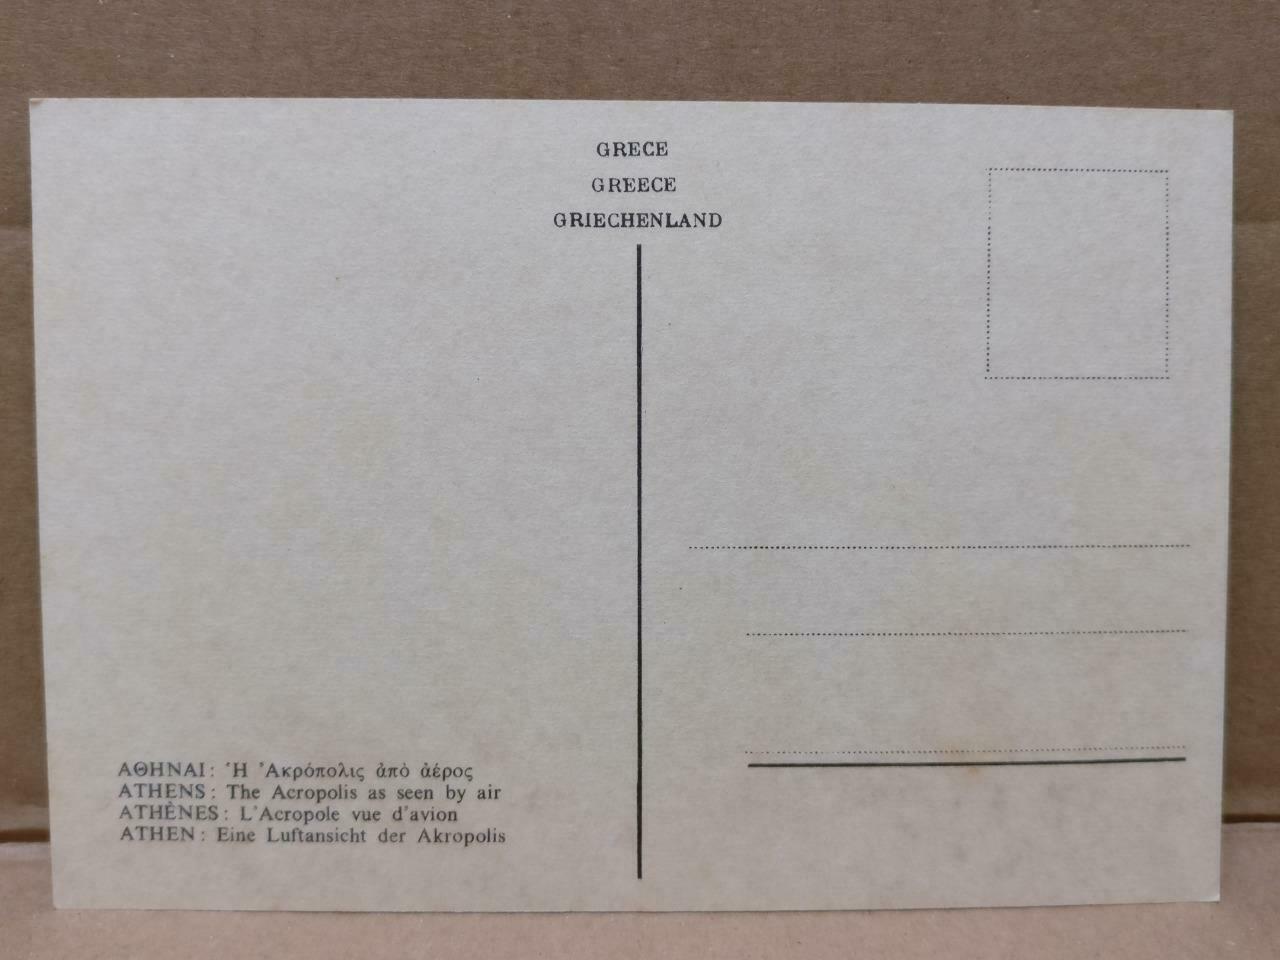 GRECE
GREECE
GRIECHENLAND
ΑΘΗΝΑΙ: Ἡ Ἀκρόπολις ἀπὸ ἀέρος
ATHENS: The Acropolis as seen by air
ATHÈNES: L'Acropole vue d'avion
ATHEN: Eine Luftansicht der Akropolis